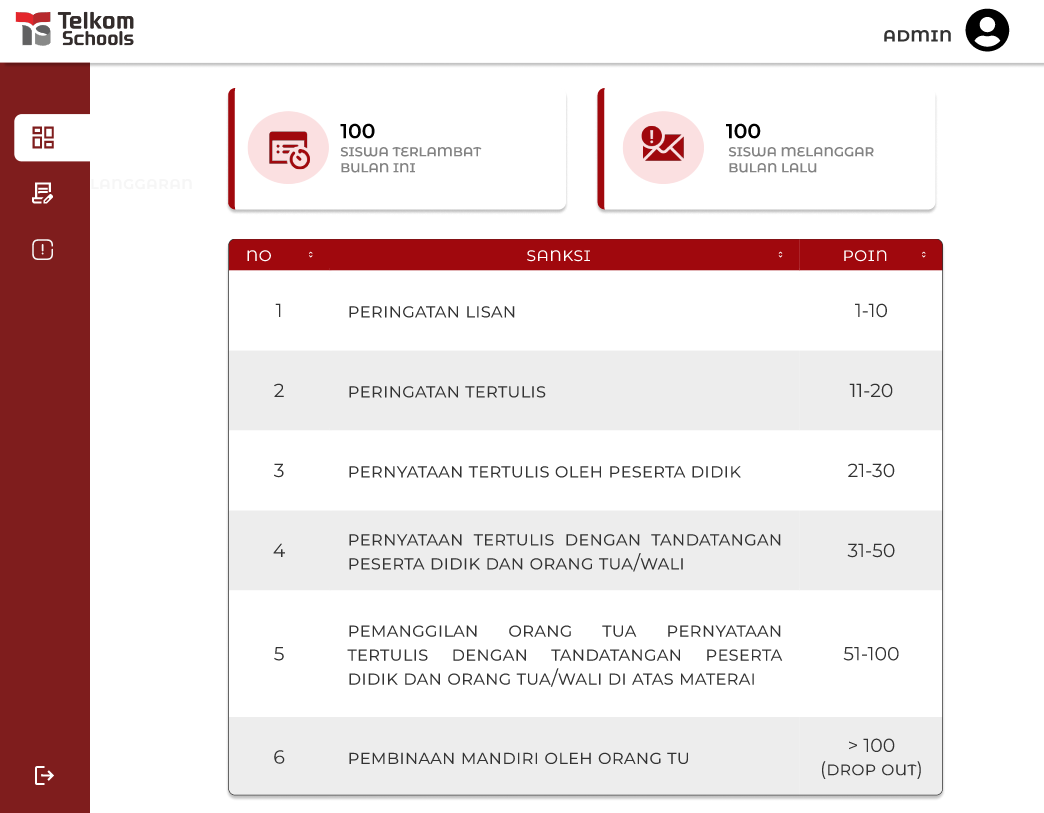 Telkom
Schools
ADMIN
100
SISWA TERLAMBAT
BULAN INI
100
SISWA MELANGGAR
BULAN LALU
LANGGARAN
NO SANKSI POIN
1 PERINGATAN LISAN 1-10
2 PERINGATAN TERTULIS 11-20
3 PERNYATAAN TERTULIS OLEH PESERTA DIDIK 21-30
4 PERNYATAAN TERTULIS DENGAN TANDATANGAN
PESERTA DIDIK DAN ORANG TUA/WALI 31-50
5 PEMANGGILAN ORANG TUA PERNYATAAN
TERTULIS DENGAN TANDATANGAN PESERTA
DIDIK DAN ORANG TUA/WALI DI ATAS MATERAI 51-100
6 PEMBINAAN MANDIRI OLEH ORANG TU > 100
(DROP OUT)